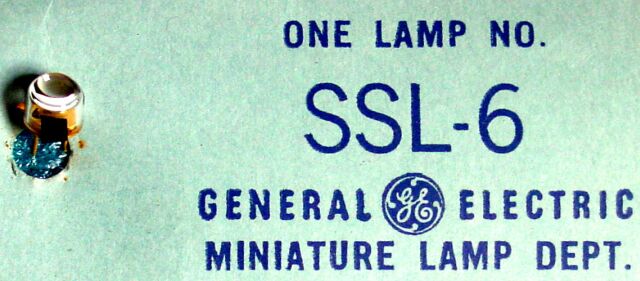 ONE LAMP NO.
SSL-6
GENERAL GE ELECTRIC
MINIATURE LAMP DEPT.